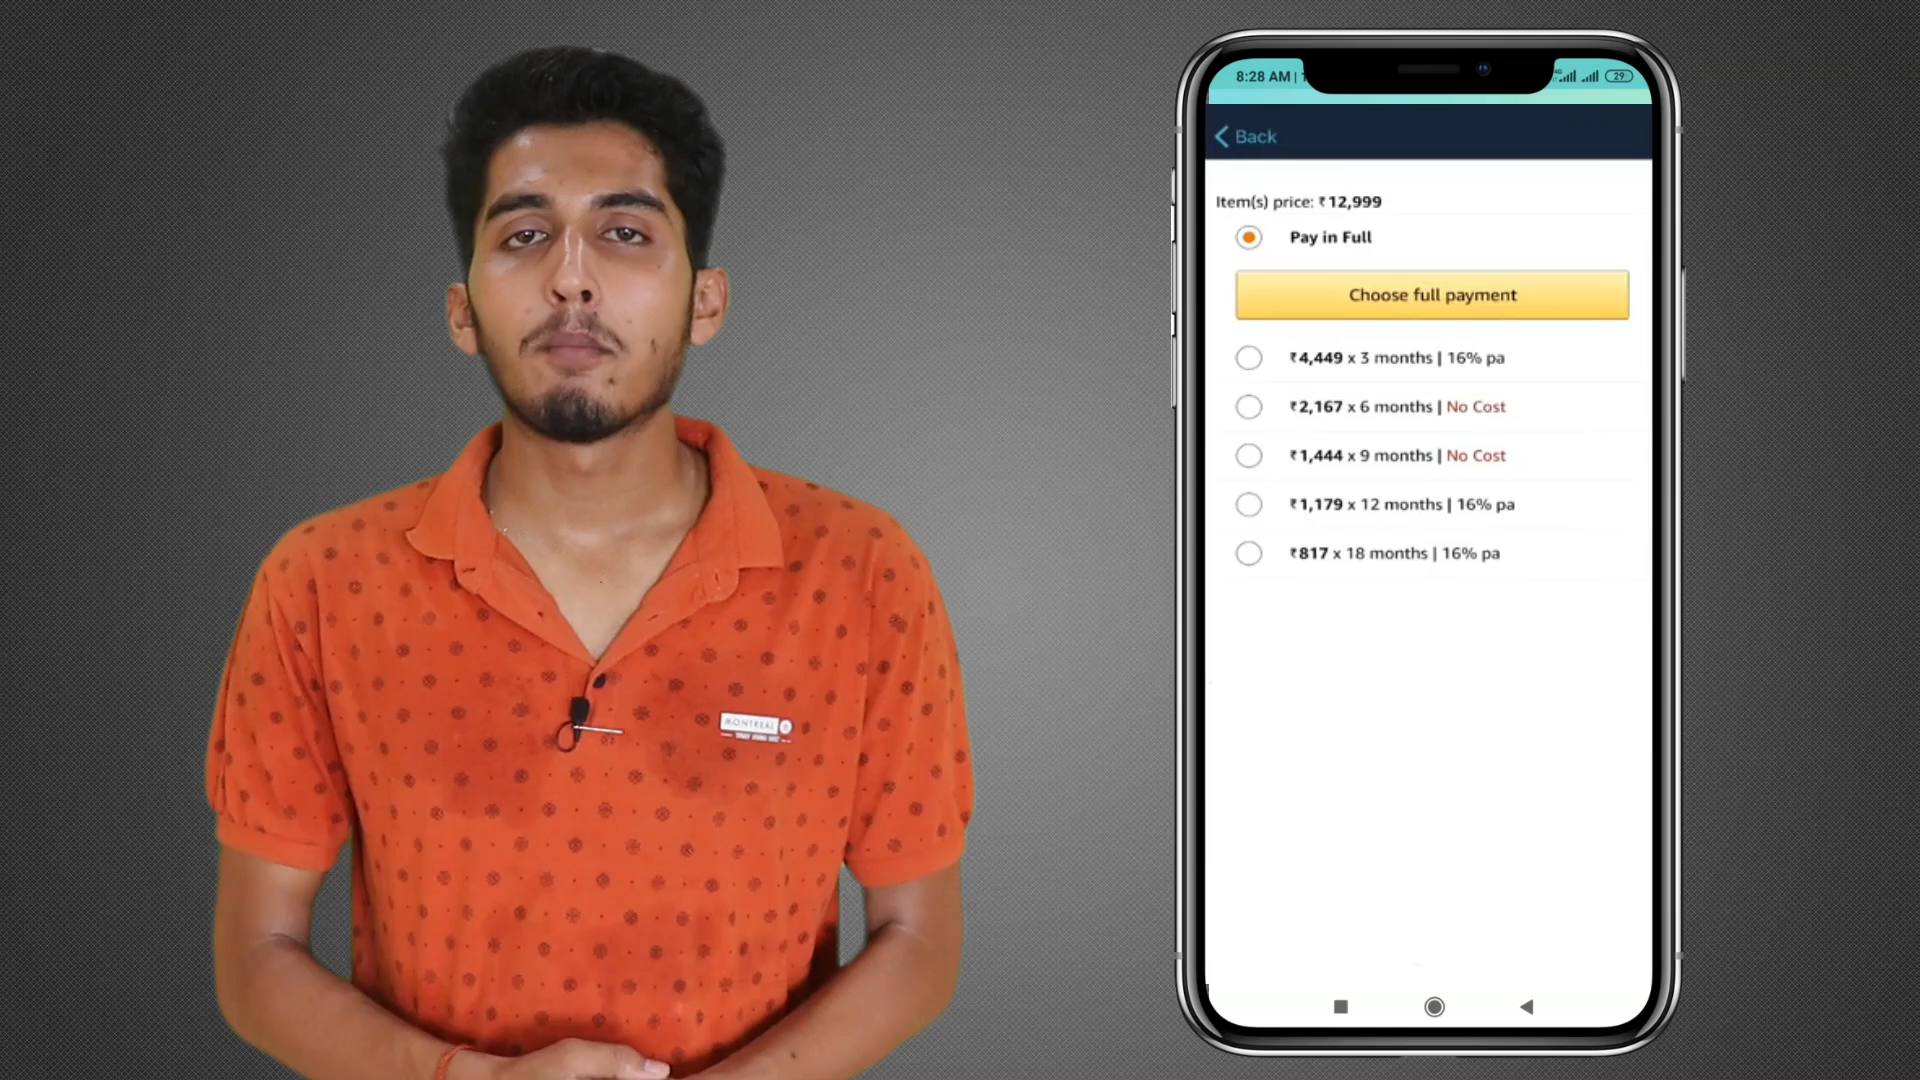 8:28 AM |
29
Back
Item(s) price: ₹12,999
Pay in Full
Choose full payment
₹4,449 x 3 months | 16% pa
₹2,167 x 6 months | No Cost
₹1,444 x 9 months | No Cost
₹1,179 x 12 months | 16% pa
₹817 x 18 months | 16% pa
MONTREAL